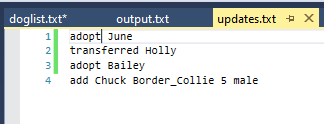 doglist.txt* output.txt updates.txt
1 adopt June
2 transferred Holly
3 adopt Bailey
4 add Chuck Border_Collie 5 male